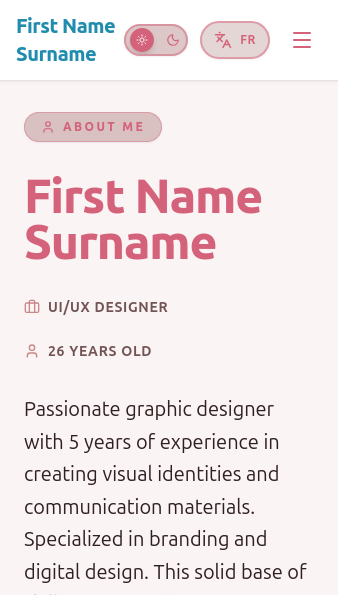 First Name
Surname
FR
ABOUT ME
First Name
Surname
UI/UX DESIGNER
26 YEARS OLD
Passionate graphic designer
with 5 years of experience in
creating visual identities and
communication materials.
Specialized in branding and
digital design. This solid base of